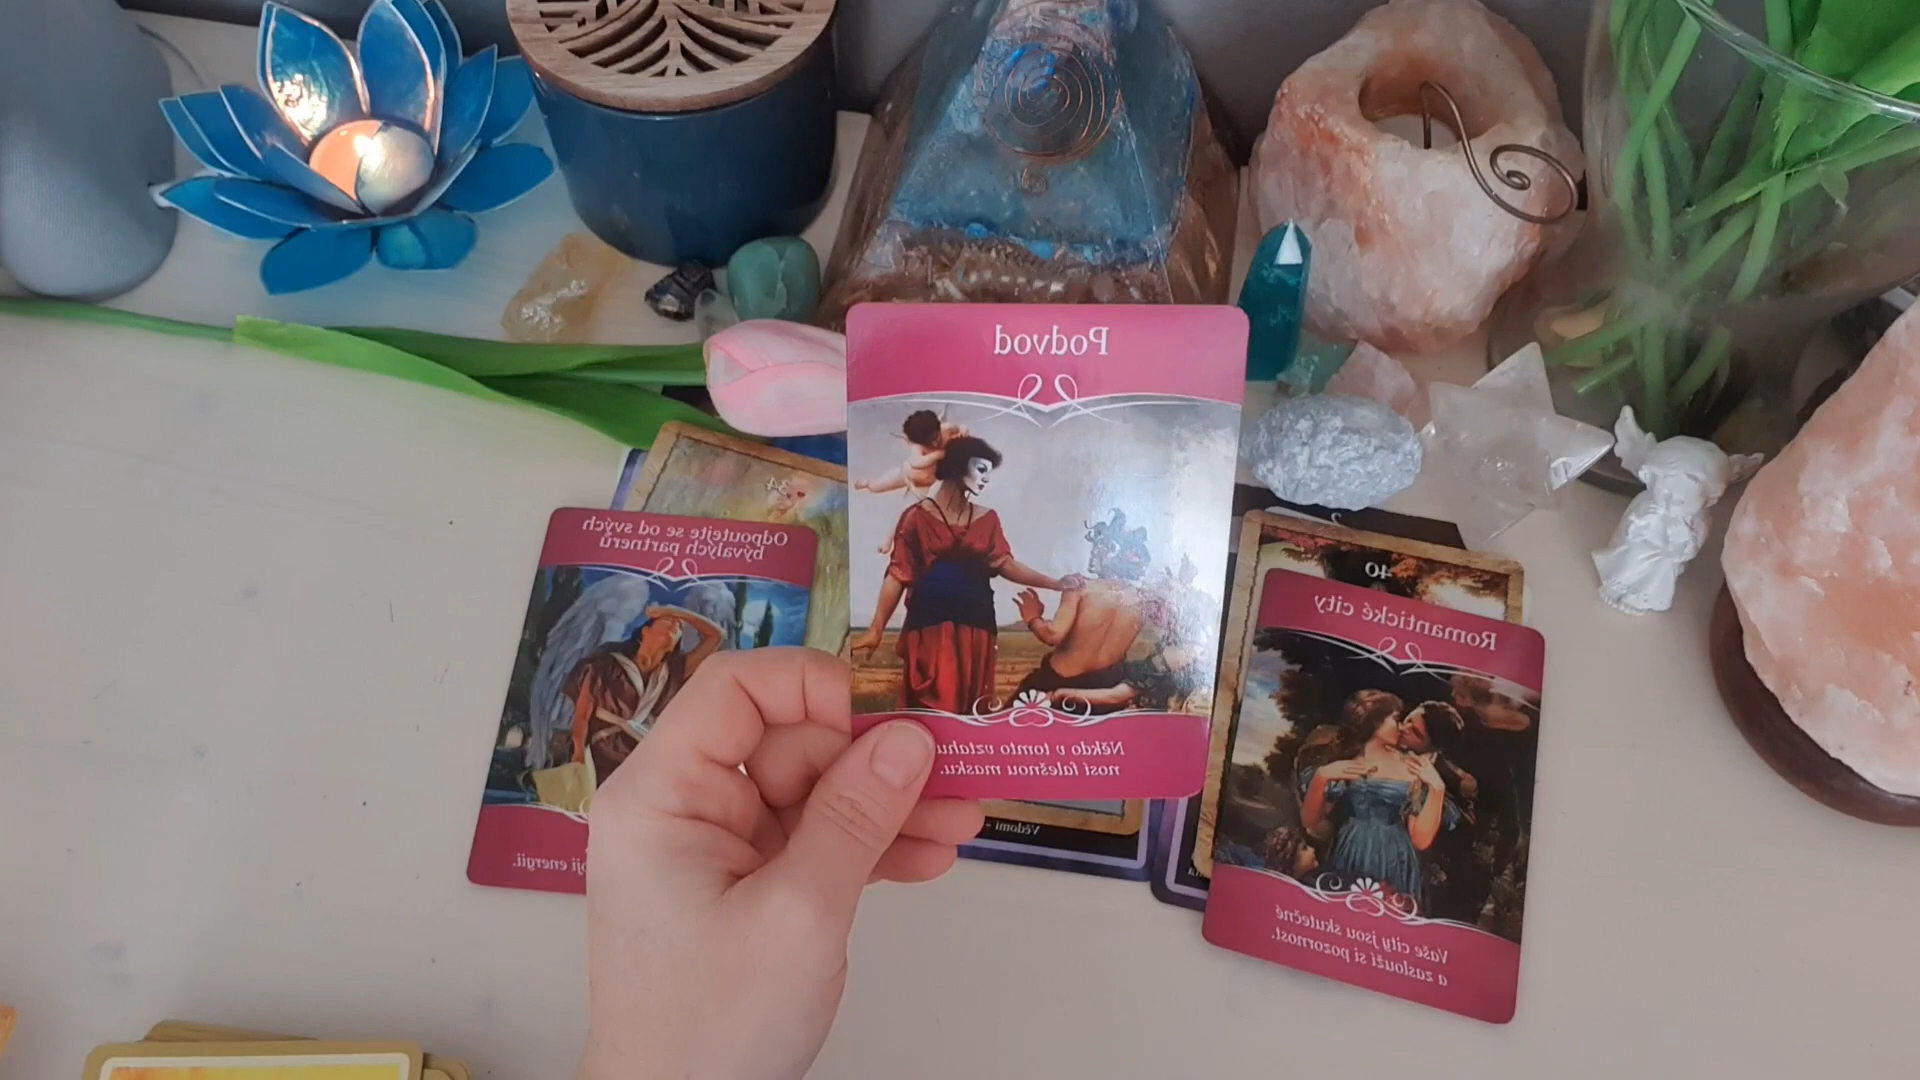 Podvod
Někdo v tomto vztahu
nosí falešnou masku.
34
Odpoutejte se od svých
bývalých partnerů
energii.
Vědomí -
2
40
Romantické city
Vaše city jsou skutečné
a zaslouží si pozornost.